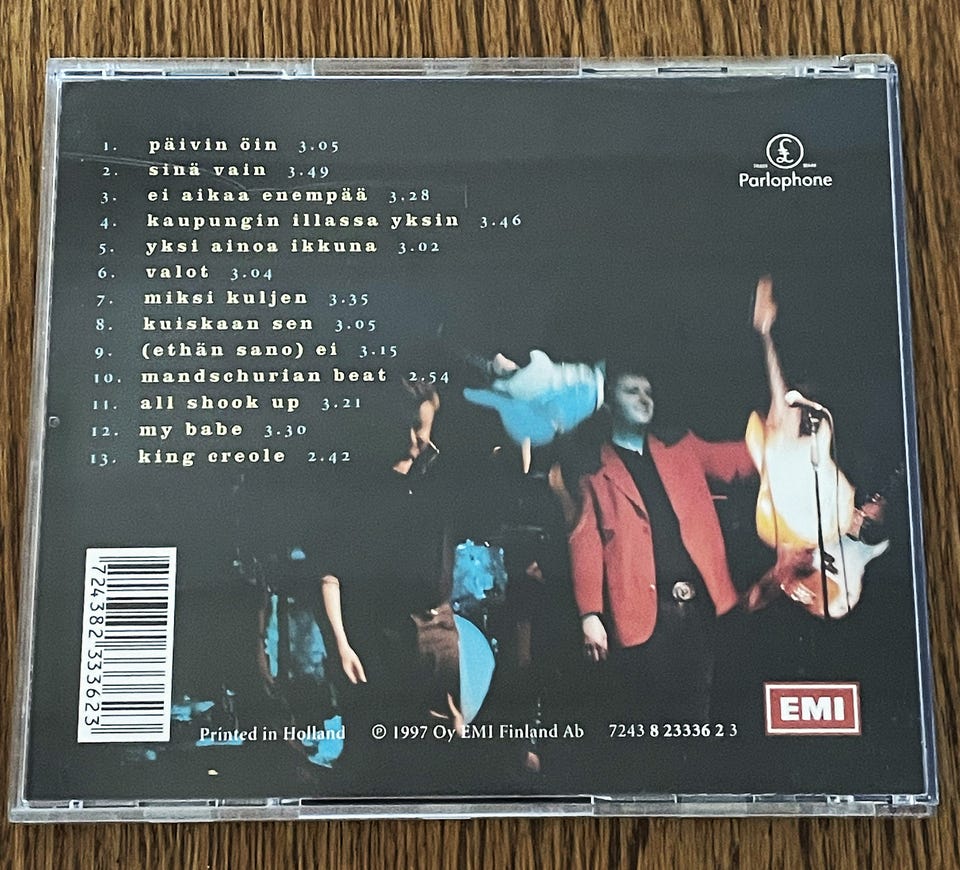 1. päivin öin 3.05
2. sinä vain 3.49
3. ei aikaa enempää 3.28
4. kaupungin illassa yksin 3.46
5. yksi ainoa ikkuna 3.02
6. valot 3.04
7. miksi kuljen 3.35
8. kuiskaan sen 3.05
9. (ethän sano) ei 3.15
10. mandschurian beat 2.54
11. all shook up 3.21
12. my babe 3.30
13. king creole 2.42
£
Parlophone
7 24382 33362 3
EMI
Printed in Holland ℗ 1997 Oy EMI Finland Ab 7243 8 23336 2 3